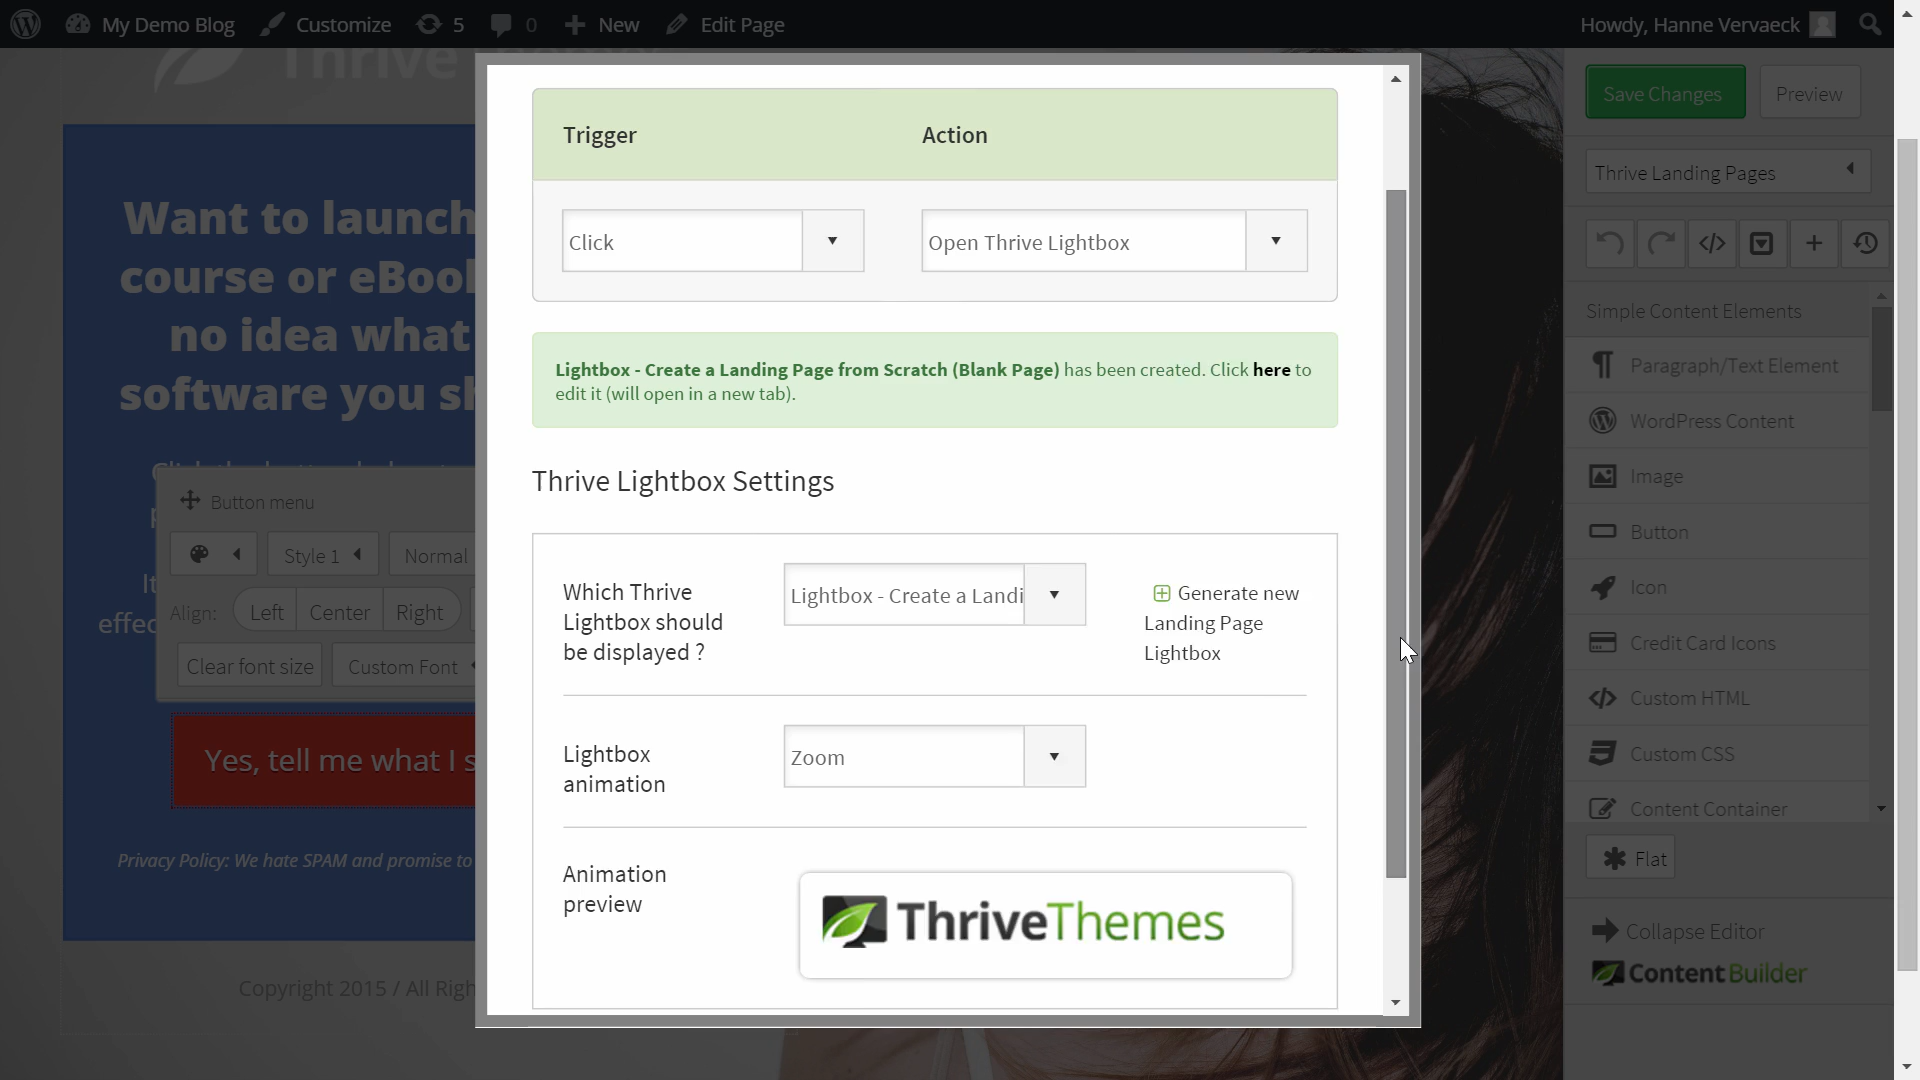 My Demo Blog
Customize
5
0
New
Edit Page
Howdy, Hanne Vervaeck
Thrive
Want to launch
course or eBook
no idea what
software you sh
Button menu
Style 1
Normal
Align:
Left
Center
Right
effec
Clear font size
Custom Font
Yes, tell me what I s
Privacy Policy: We hate SPAM and promise to
Copyright 2015 / All Righ
Trigger
Action
Click
Open Thrive Lightbox
Lightbox - Create a Landing Page from Scratch (Blank Page) has been created. Click here to
edit it (will open in a new tab).
Thrive Lightbox Settings
Which Thrive
Lightbox should
be displayed ?
Lightbox - Create a Landi
Generate new
Landing Page
Lightbox
Lightbox
animation
Zoom
Animation
preview
ThriveThemes
Save Changes
Preview
Thrive Landing Pages
Simple Content Elements
Paragraph/Text Element
WordPress Content
Image
Button
Icon
Credit Card Icons
Custom HTML
Custom CSS
Content Container
Flat
Collapse Editor
ContentBuilder